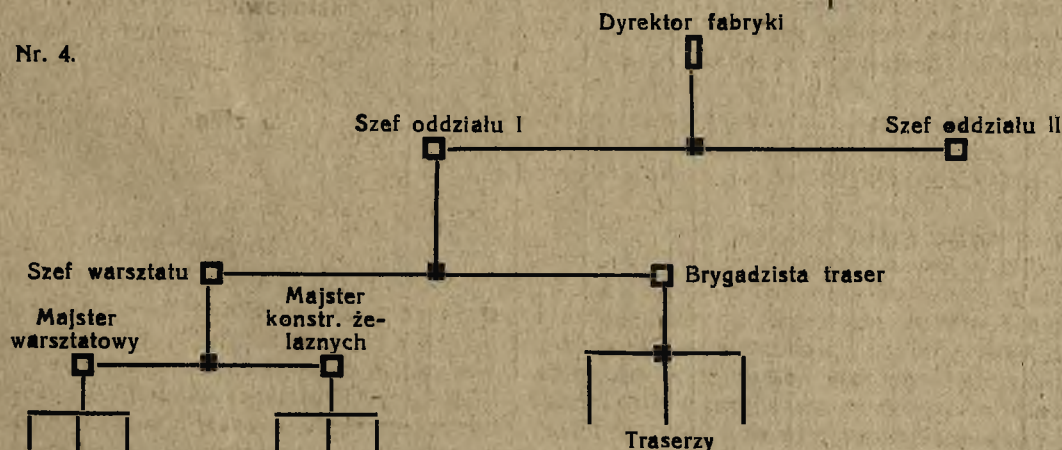 Nr. 4.
Dyrektor fabryki
Szef oddziału I
Szef oddziału II
Szef warsztatu
Brygadzista traser
Majster
warsztatowy
Majster
konstr. że-
laznych
Traserzy